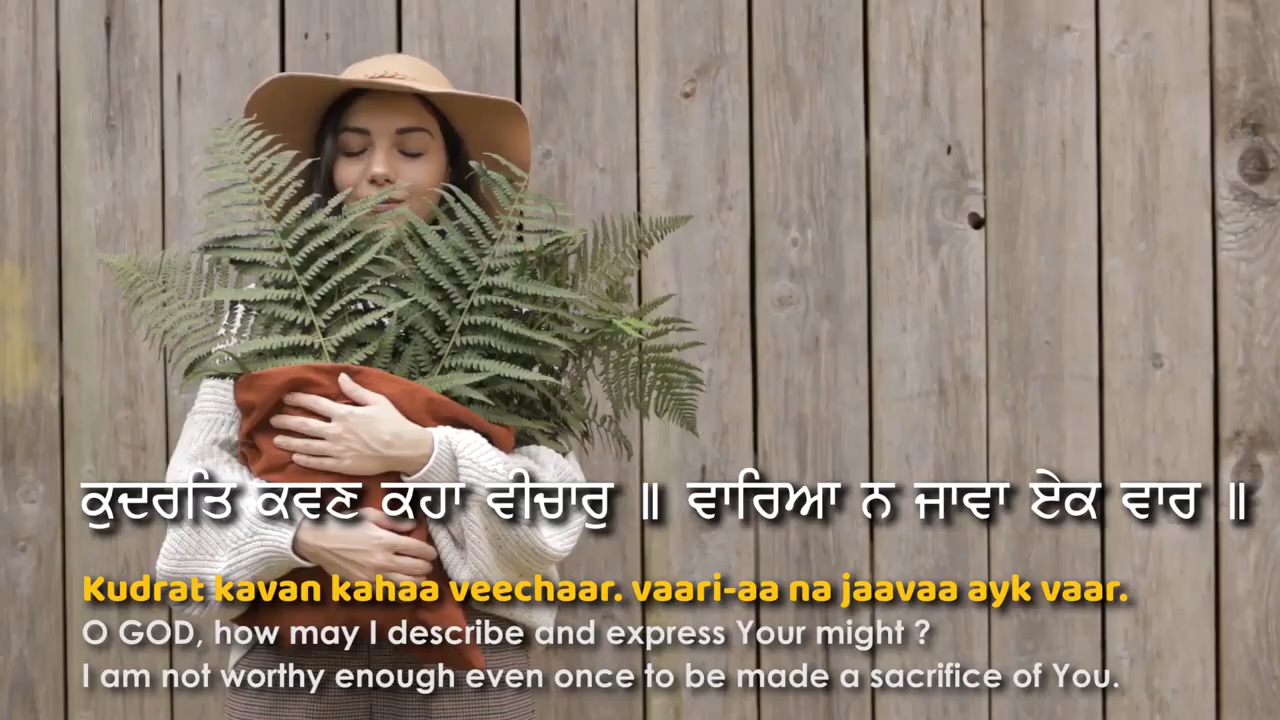 ਕੁਦਰਤਿ ਕਵਣ ਕਹਾ ਵੀਚਾਰੁ ॥ ਵਾਰਿਆ ਨ ਜਾਵਾ ਏਕ ਵਾਰ ॥
Kudrat kavan kahaa veechaar. vaari-aa na jaavaa ayk vaar.
O GOD, how may I describe and express Your might ?
I am not worthy enough even once to be made a sacrifice of You.